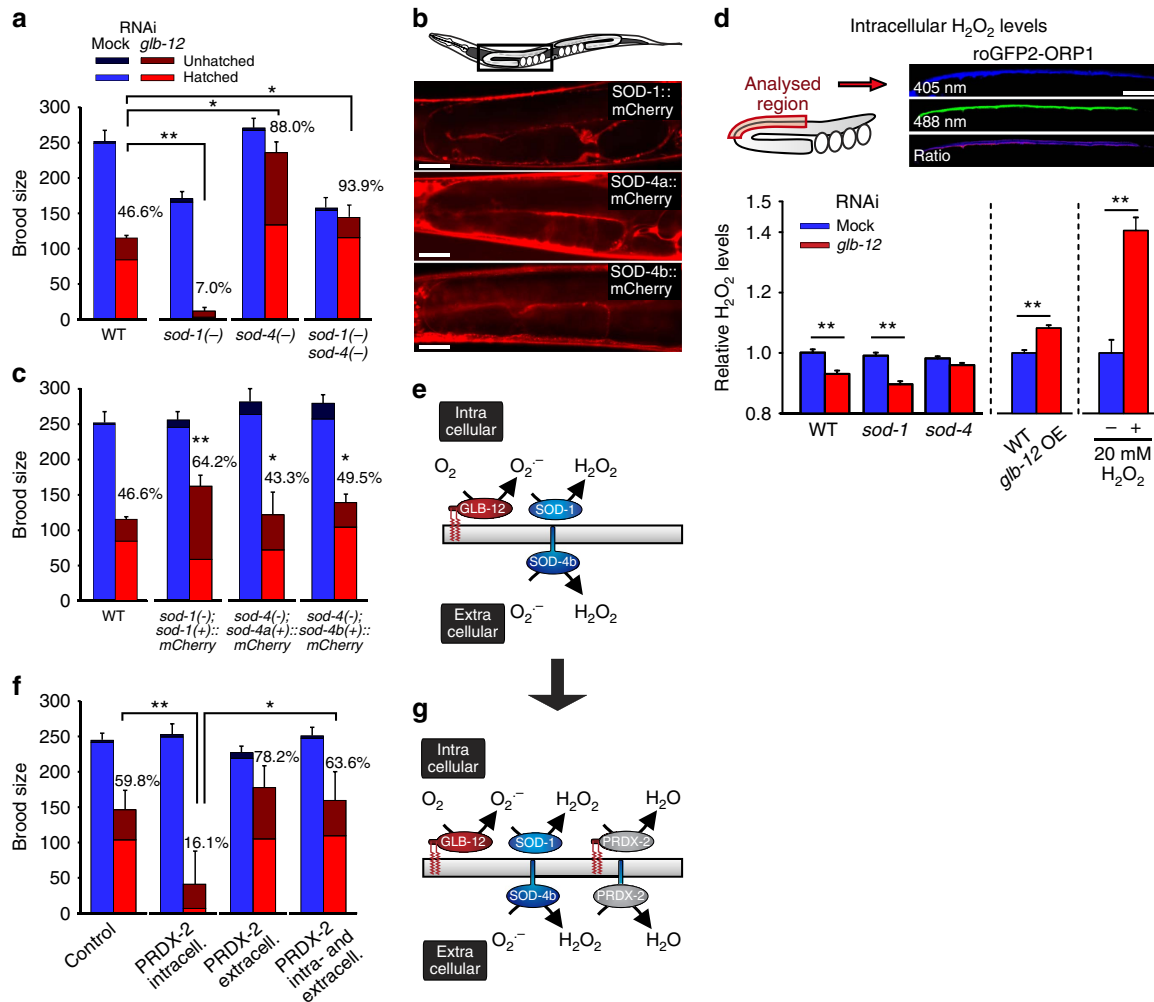 a
RNAi
Mock glb-12
Unhatched
Hatched
Brood size
300
250
200
150
100
50
0
*
*
**
46.6%
7.0%
88.0%
93.9%
WT
sod-1(–)
sod-4(–)
sod-1(–)
sod-4(–)
b
SOD-1::
mCherry
SOD-4a::
mCherry
SOD-4b::
mCherry
c
Brood size
300
250
200
150
100
50
0
46.6%
**
64.2%
*
43.3%
*
49.5%
WT
sod-1(-);
sod-1(+)::
mCherry
sod-4(-);
sod-4a(+)::
mCherry
sod-4(-);
sod-4b(+)::
mCherry
d
Intracellular H₂O₂ levels
roGFP2-ORP1
Analysed
region
405 nm
488 nm
Ratio
Relative H₂O₂ levels
1.5
1.4
1.2
1.0
0.8
RNAi
Mock
glb-12
**
**
**
**
WT
sod-1
sod-4
WT
glb-12 OE
– +
20 mM
H₂O₂
e
Intra
cellular
O₂
O₂·⁻
H₂O₂
GLB-12
SOD-1
SOD-4b
Extra
cellular
O₂·⁻
H₂O₂
f
Brood size
300
250
200
150
100
50
0
**
*
59.8%
16.1%
78.2%
63.6%
Control
PRDX-2
intracell.
PRDX-2
extracell.
PRDX-2
intra- and
extracell.
g
Intra
cellular
O₂
O₂·⁻
H₂O₂
H₂O
GLB-12
SOD-1
PRDX-2
SOD-4b
PRDX-2
Extra
cellular
O₂·⁻
H₂O₂
H₂O